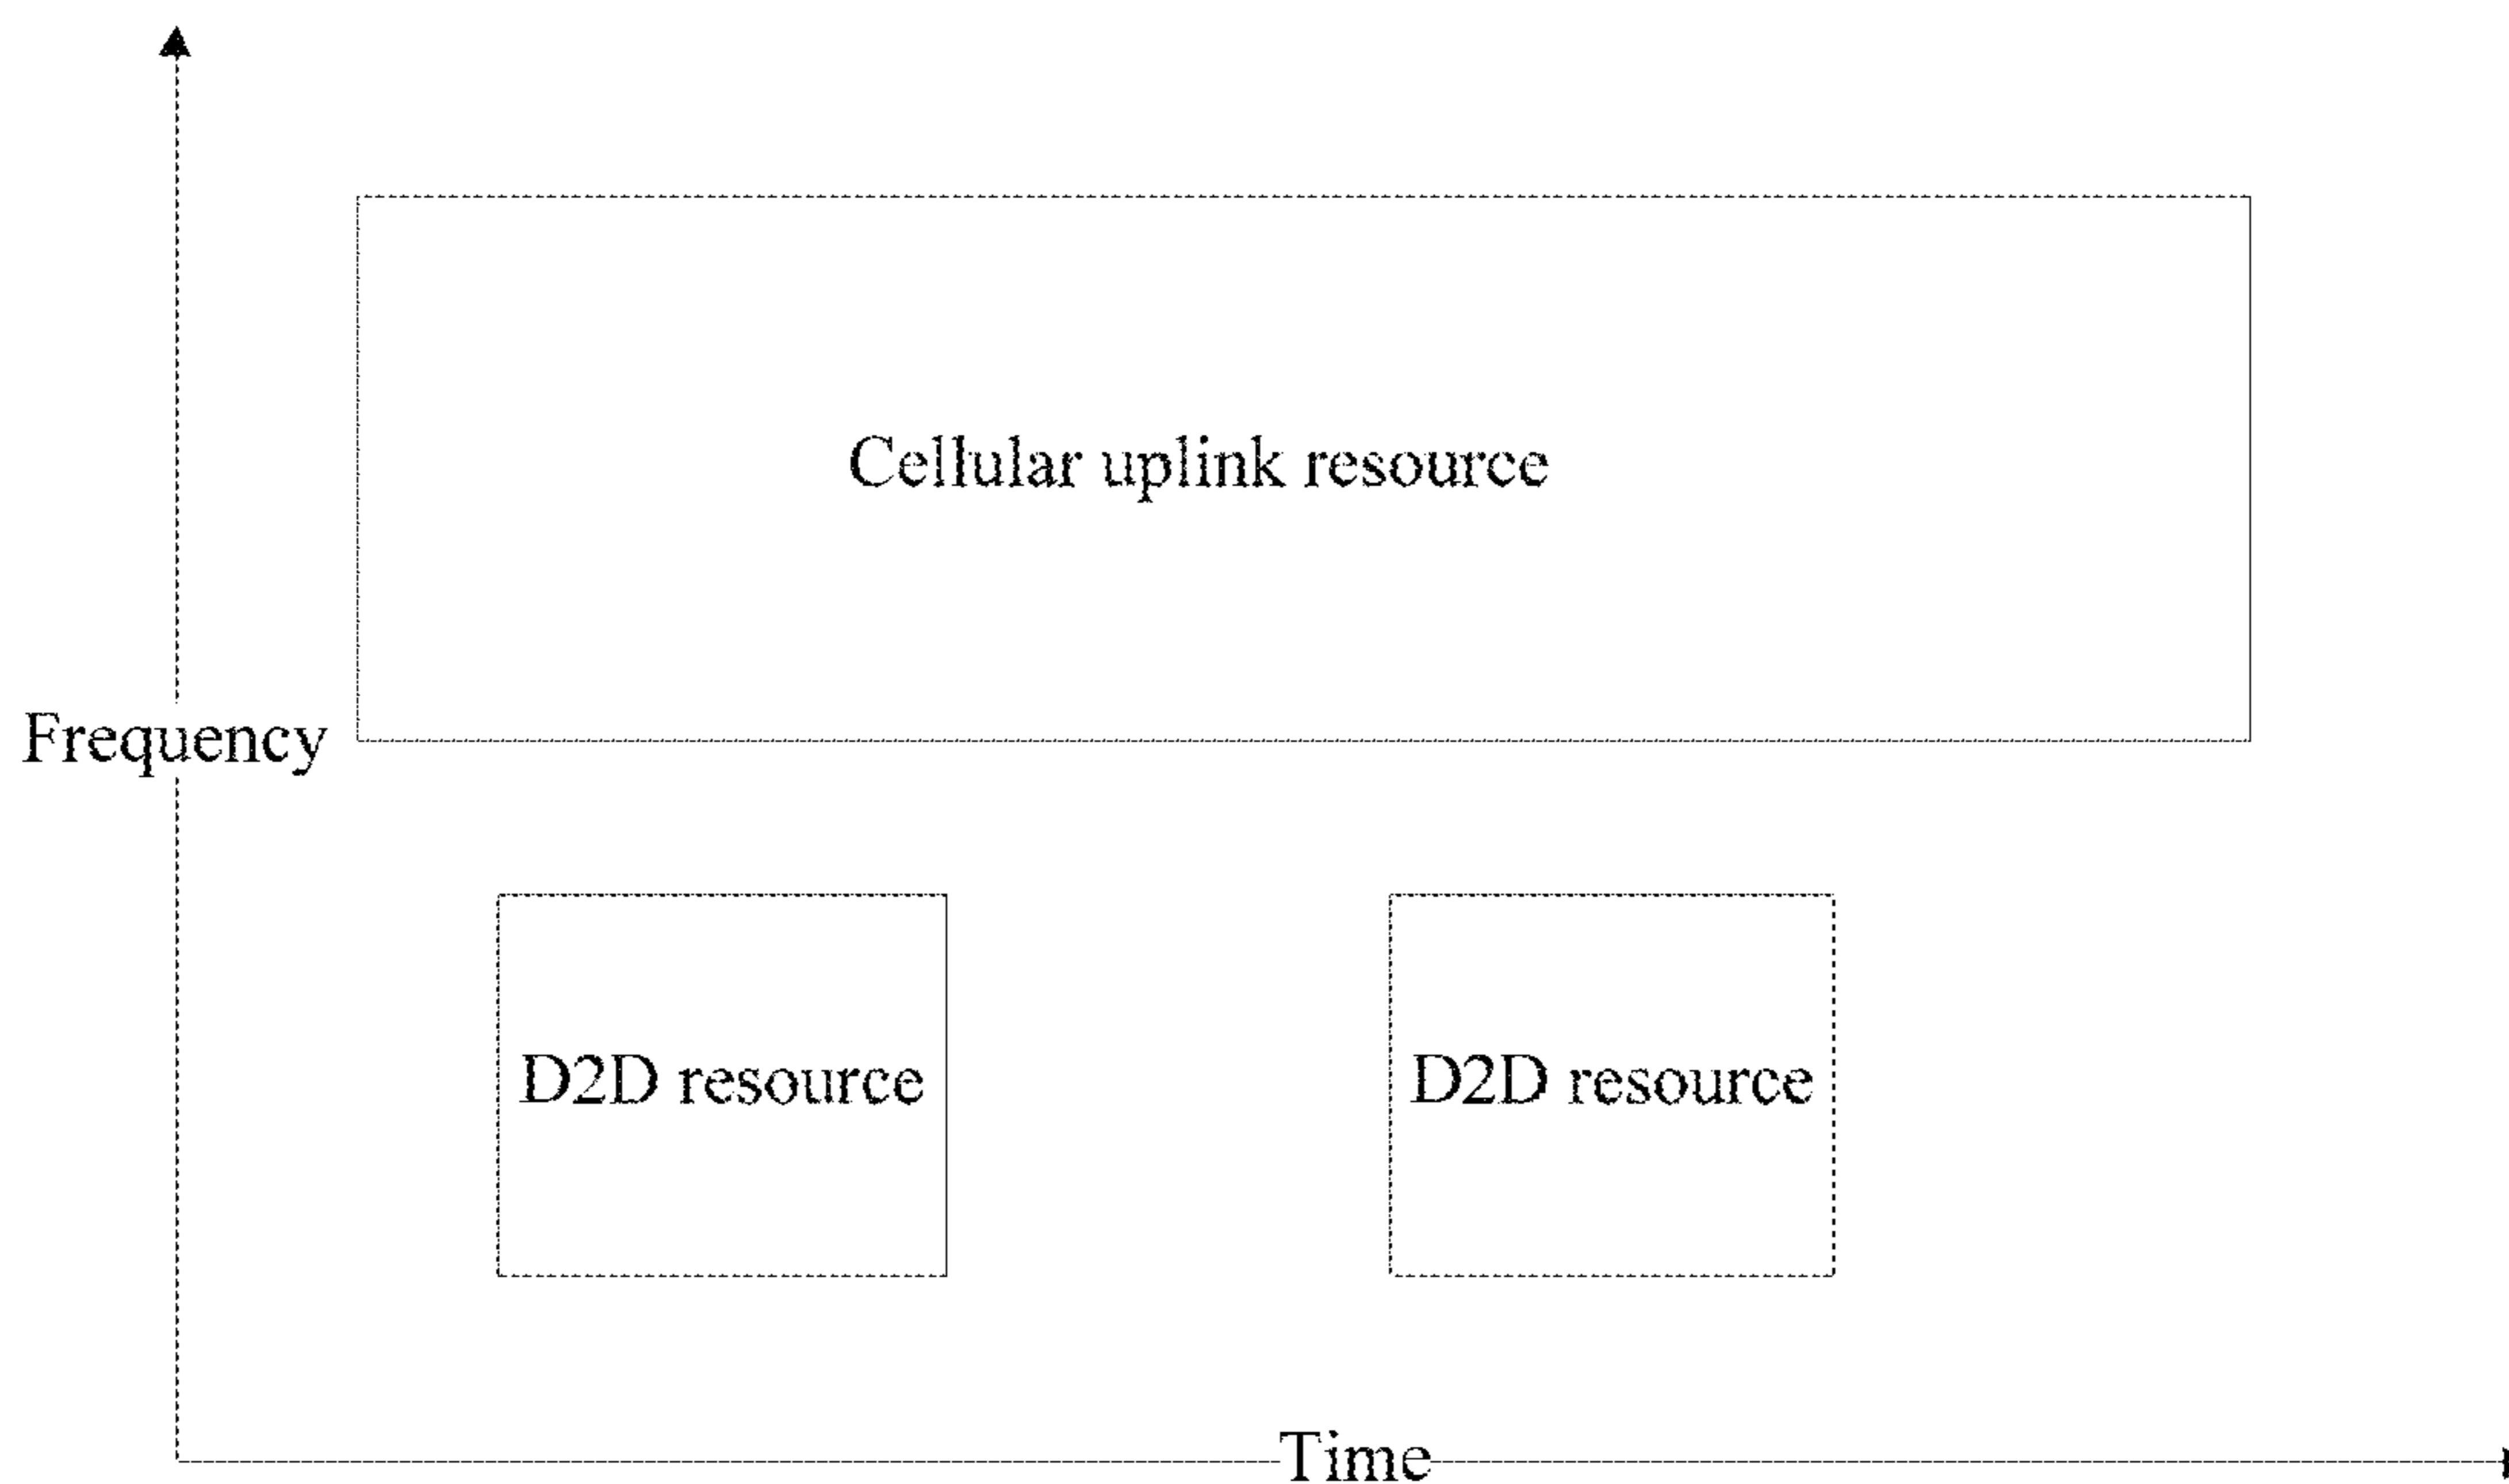 Cellular uplink resource
Frequency
D2D resource
D2D resource
Time